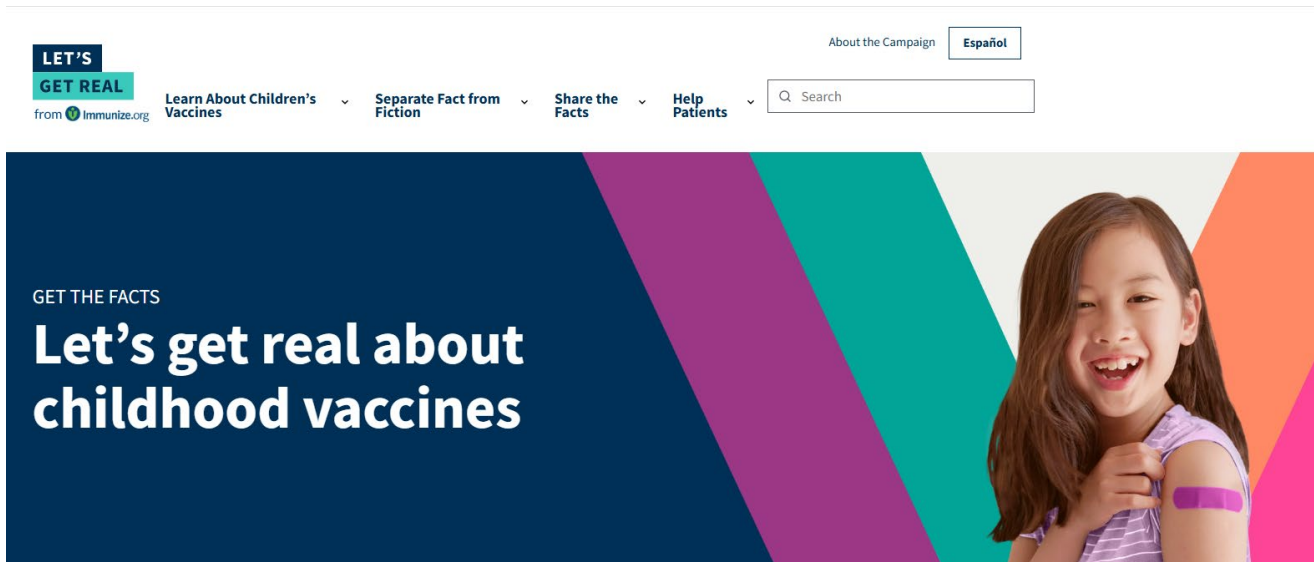 LET'S
GET REAL
from Immunize.org
About the Campaign
Español
Learn About Children's
Vaccines
Separate Fact from
Fiction
Share the
Facts
Help
Patients
Search
GET THE FACTS
Let's get real about
childhood vaccines